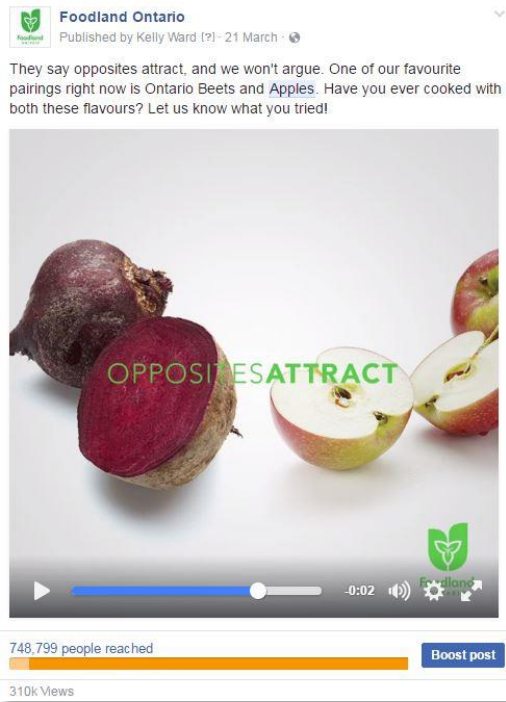 Foodland Ontario
Published by Kelly Ward [?] · 21 March ·
They say opposites attract, and we won't argue. One of our favourite
pairings right now is Ontario Beets and Apples. Have you ever cooked with
both these flavours? Let us know what you tried!
OPPOSITESATTRACT
Foodland
-0:02
748,799 people reached
Boost post
310k Views